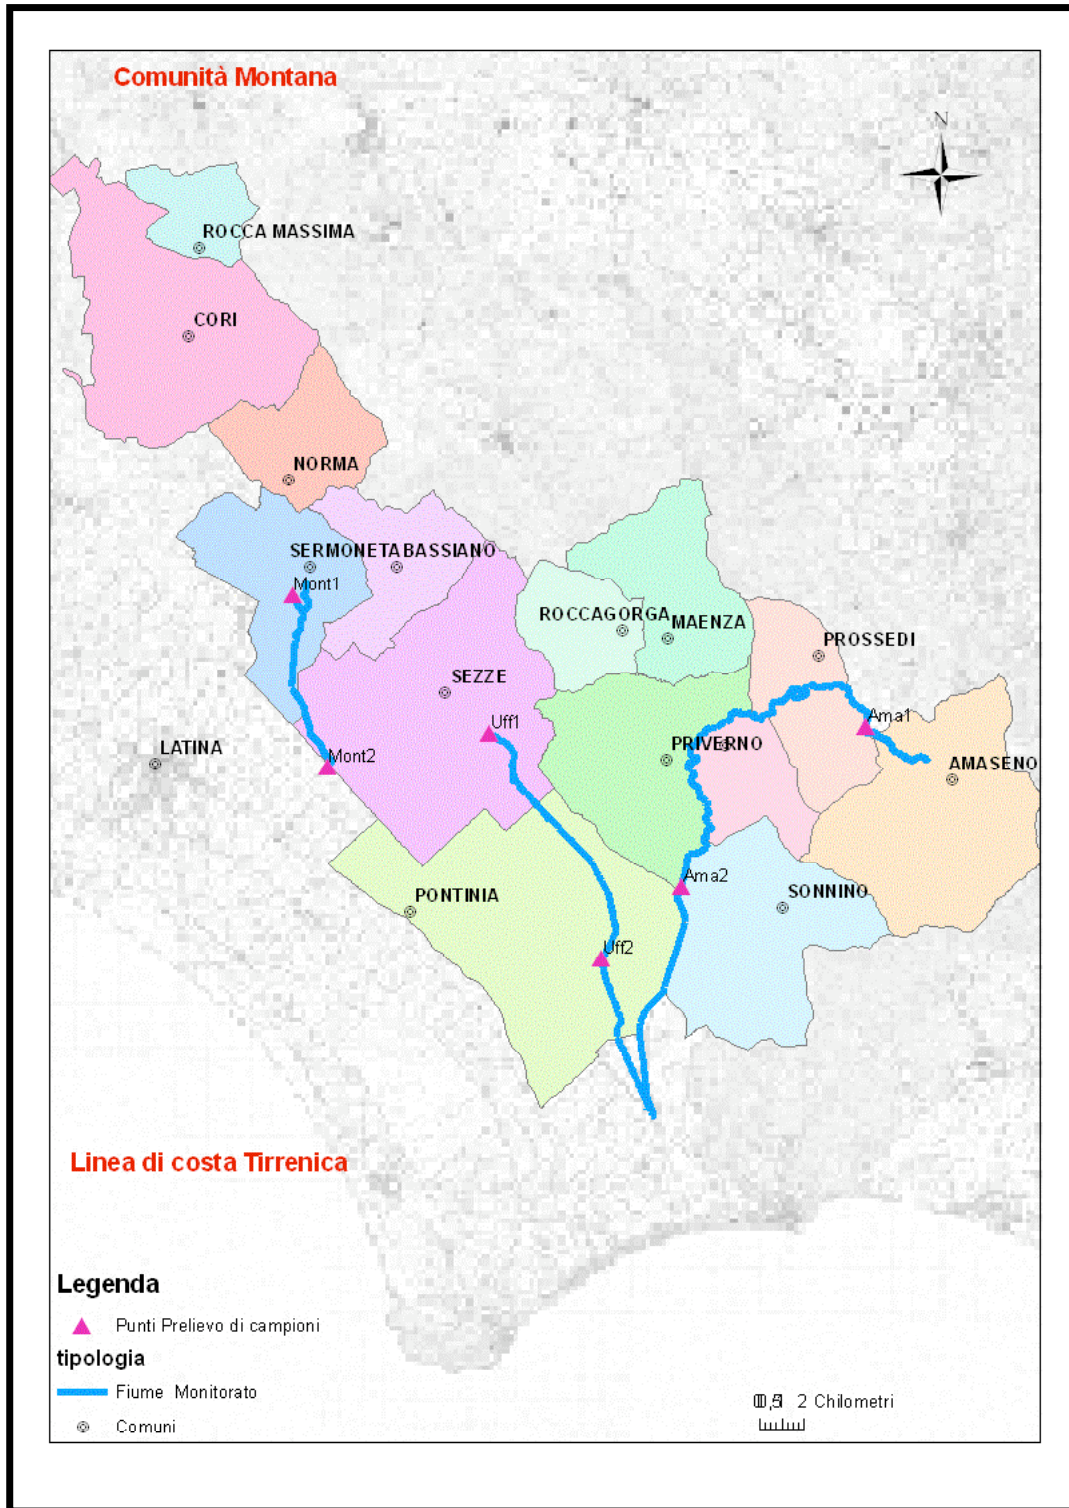 Comunità Montana
N
ROCCA MASSIMA
CORI
NORMA
SERMONETA
BASSIANO
Mont1
ROCCAGORGA
MAENZA
PROSSEDI
SEZZE
Uff1
Ama1
LATINA
Mont2
PRIVERNO
AMASENO
Ama2
SONNINO
PONTINIA
Uff2
Linea di costa Tirrenica
Legenda
Punti Prelievo di campioni
tipologia
Fiume Monitorato
Comuni
2 Chilometri